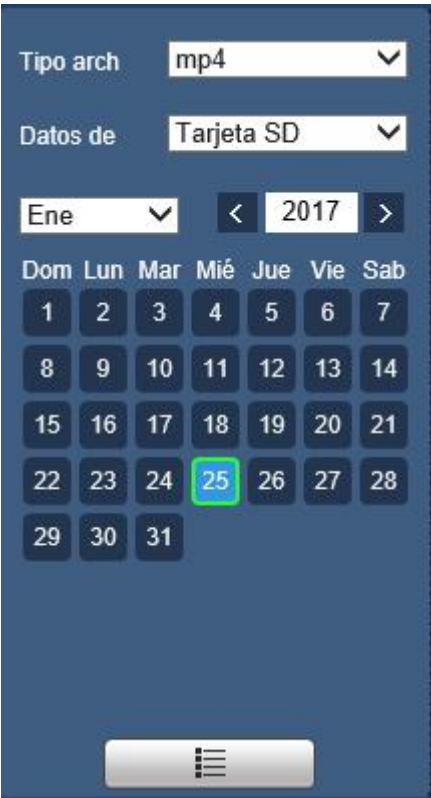 Tipo arch mp4
Datos de Tarjeta SD
Ene < 2017 >
Dom Lun Mar Mié Jue Vie Sab
1 2 3 4 5 6 7
8 9 10 11 12 13 14
15 16 17 18 19 20 21
22 23 24 25 26 27 28
29 30 31